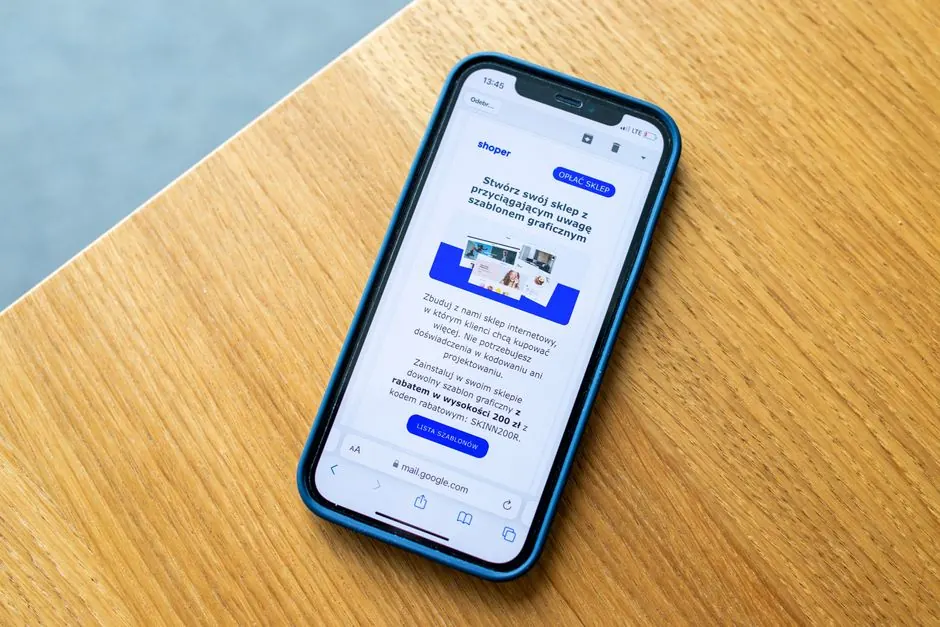 13:45
LTE
Odebr...
shoper
OPŁAĆ SKLEP
Stwórz swój sklep z
przyciągającym uwagę
szablonem graficznym
Zbuduj z nami sklep internetowy,
w którym klienci chcą kupować
więcej. Nie potrzebujesz
doświadczenia w kodowaniu ani
projektowaniu.
Zainstaluj w swoim sklepie
dowolny szablon graficzny z
rabatem w wysokości 200 zł z
kodem rabatowym: SKINN200R.
LISTA SZABLONÓW
AA
mail.google.com